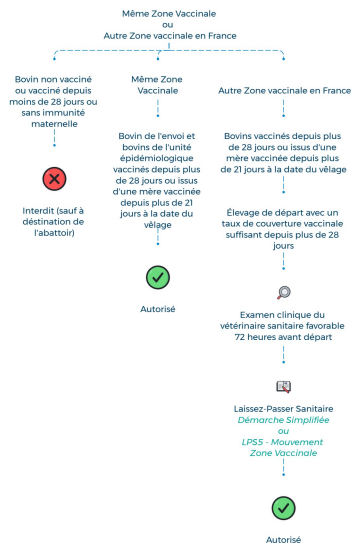 Même Zone Vaccinale
ou
Autre Zone vaccinale en France
Bovin non vacciné
ou vacciné depuis
moins de 28 jours ou
sans immunité
maternelle
Interdit (sauf à
déstination de
l'abattoir)
Même Zone
Vaccinale
Bovin de l'envoi et
bovins de l'unité
épidémiologique
vaccinés depuis plus
de 28 jours ou issus
d'une mère vaccinée
depuis plus de 21
jours à la date du
vêlage
Autorisé
Autre Zone vaccinale en France
Bovins vaccinés depuis plus
de 28 jours ou issus d'une
mère vaccinée depuis plus
de 21 jours à la date du vêlage
Élevage de départ avec un
taux de couverture vaccinale
suffisant depuis plus de 28
jours
Examen clinique du
vétérinaire sanitaire favorable
72 heures avant départ
Laissez-Passer Sanitaire
Démarche Simplifiée
ou
LPS5 - Mouvement
Zone Vaccinale
Autorisé